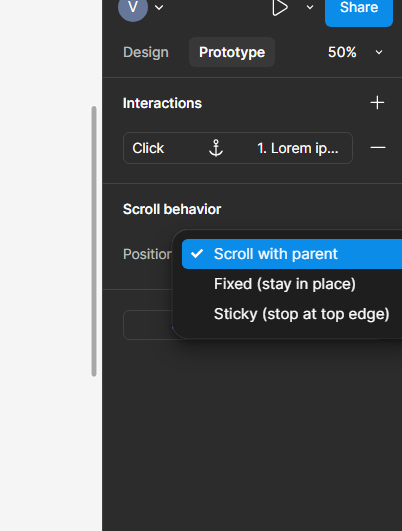 V
Share
Design Prototype 50%
Interactions
Click 1. Lorem ip...
Scroll behavior
Position
Scroll with parent
Fixed (stay in place)
Sticky (stop at top edge)